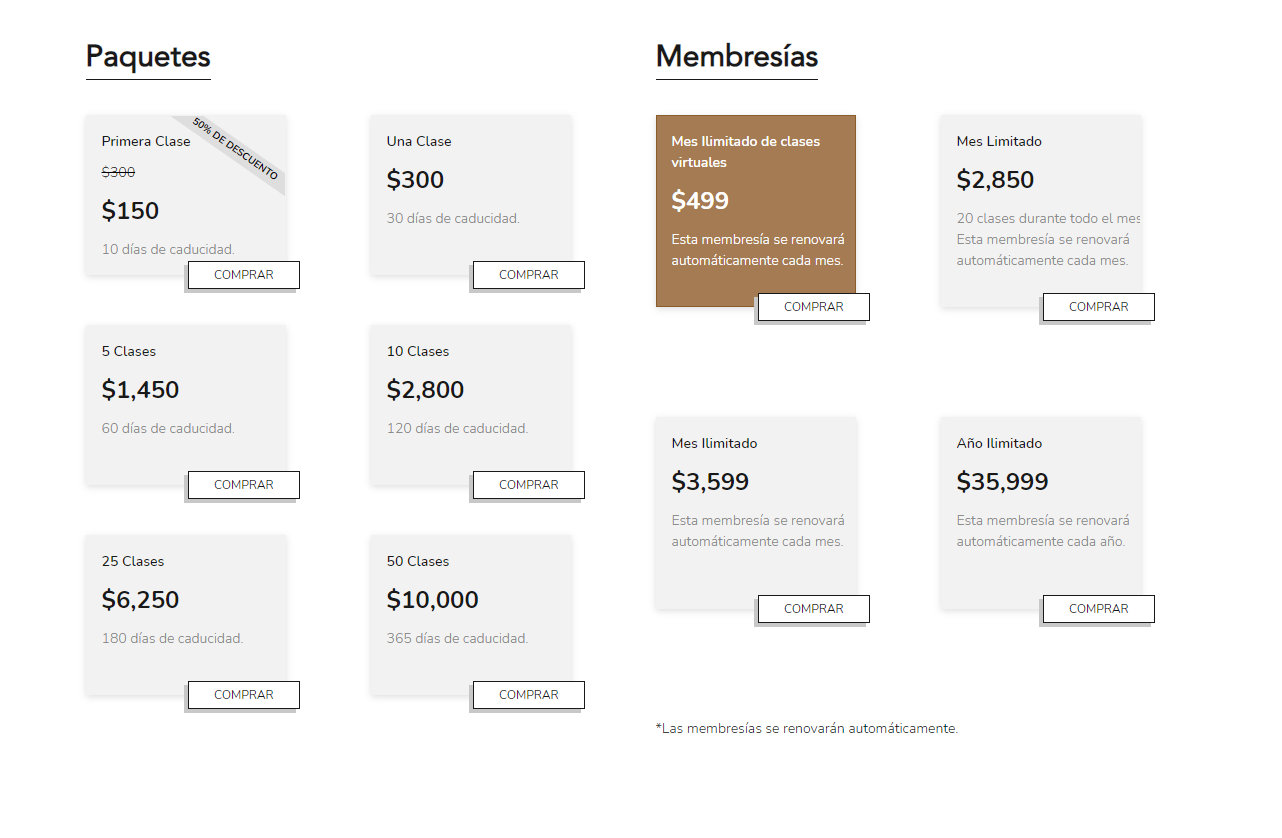 Paquetes
Primera Clase
50% DE DESCUENTO
$300
$150
10 días de caducidad.
COMPRAR
Una Clase
$300
30 días de caducidad.
COMPRAR
5 Clases
$1,450
60 días de caducidad.
COMPRAR
10 Clases
$2,800
120 días de caducidad.
COMPRAR
25 Clases
$6,250
180 días de caducidad.
COMPRAR
50 Clases
$10,000
365 días de caducidad.
COMPRAR
Membresías
Mes Ilimitado de clases
virtuales
$499
Esta membresía se renovará
automáticamente cada mes.
COMPRAR
Mes Limitado
$2,850
20 clases durante todo el mes
Esta membresía se renovará
automáticamente cada mes.
COMPRAR
Mes Ilimitado
$3,599
Esta membresía se renovará
automáticamente cada mes.
COMPRAR
Año Ilimitado
$35,999
Esta membresía se renovará
automáticamente cada año.
COMPRAR
*Las membresías se renovarán automáticamente.